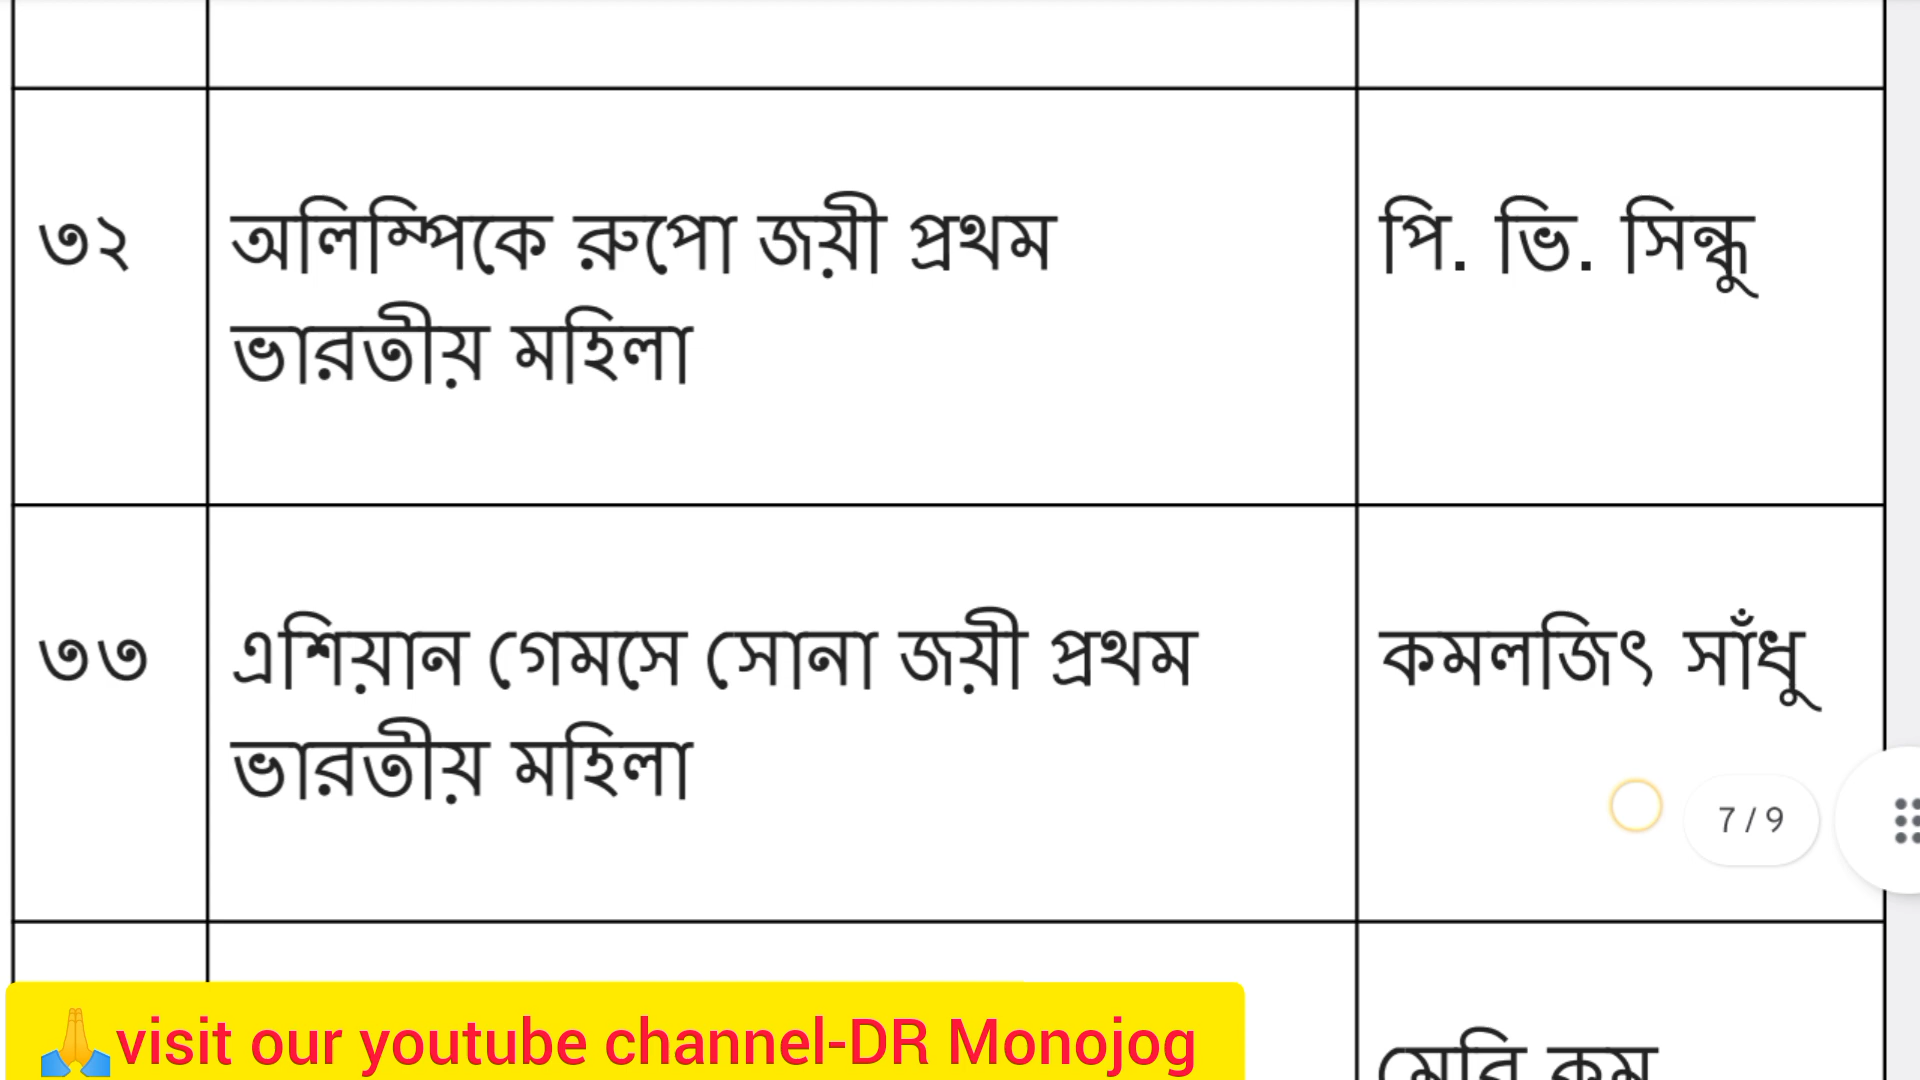 ৩২ অলিম্পিকে রুপো জয়ী প্রথম পি. ভি. সিন্ধু
ভারতীয় মহিলা
৩৩ এশিয়ান গেমসে সোনা জয়ী প্রথম কমলজিৎ সাঁধু
ভারতীয় মহিলা
7 / 9
🙏visit our youtube channel-DR Monojog
মেরি কম